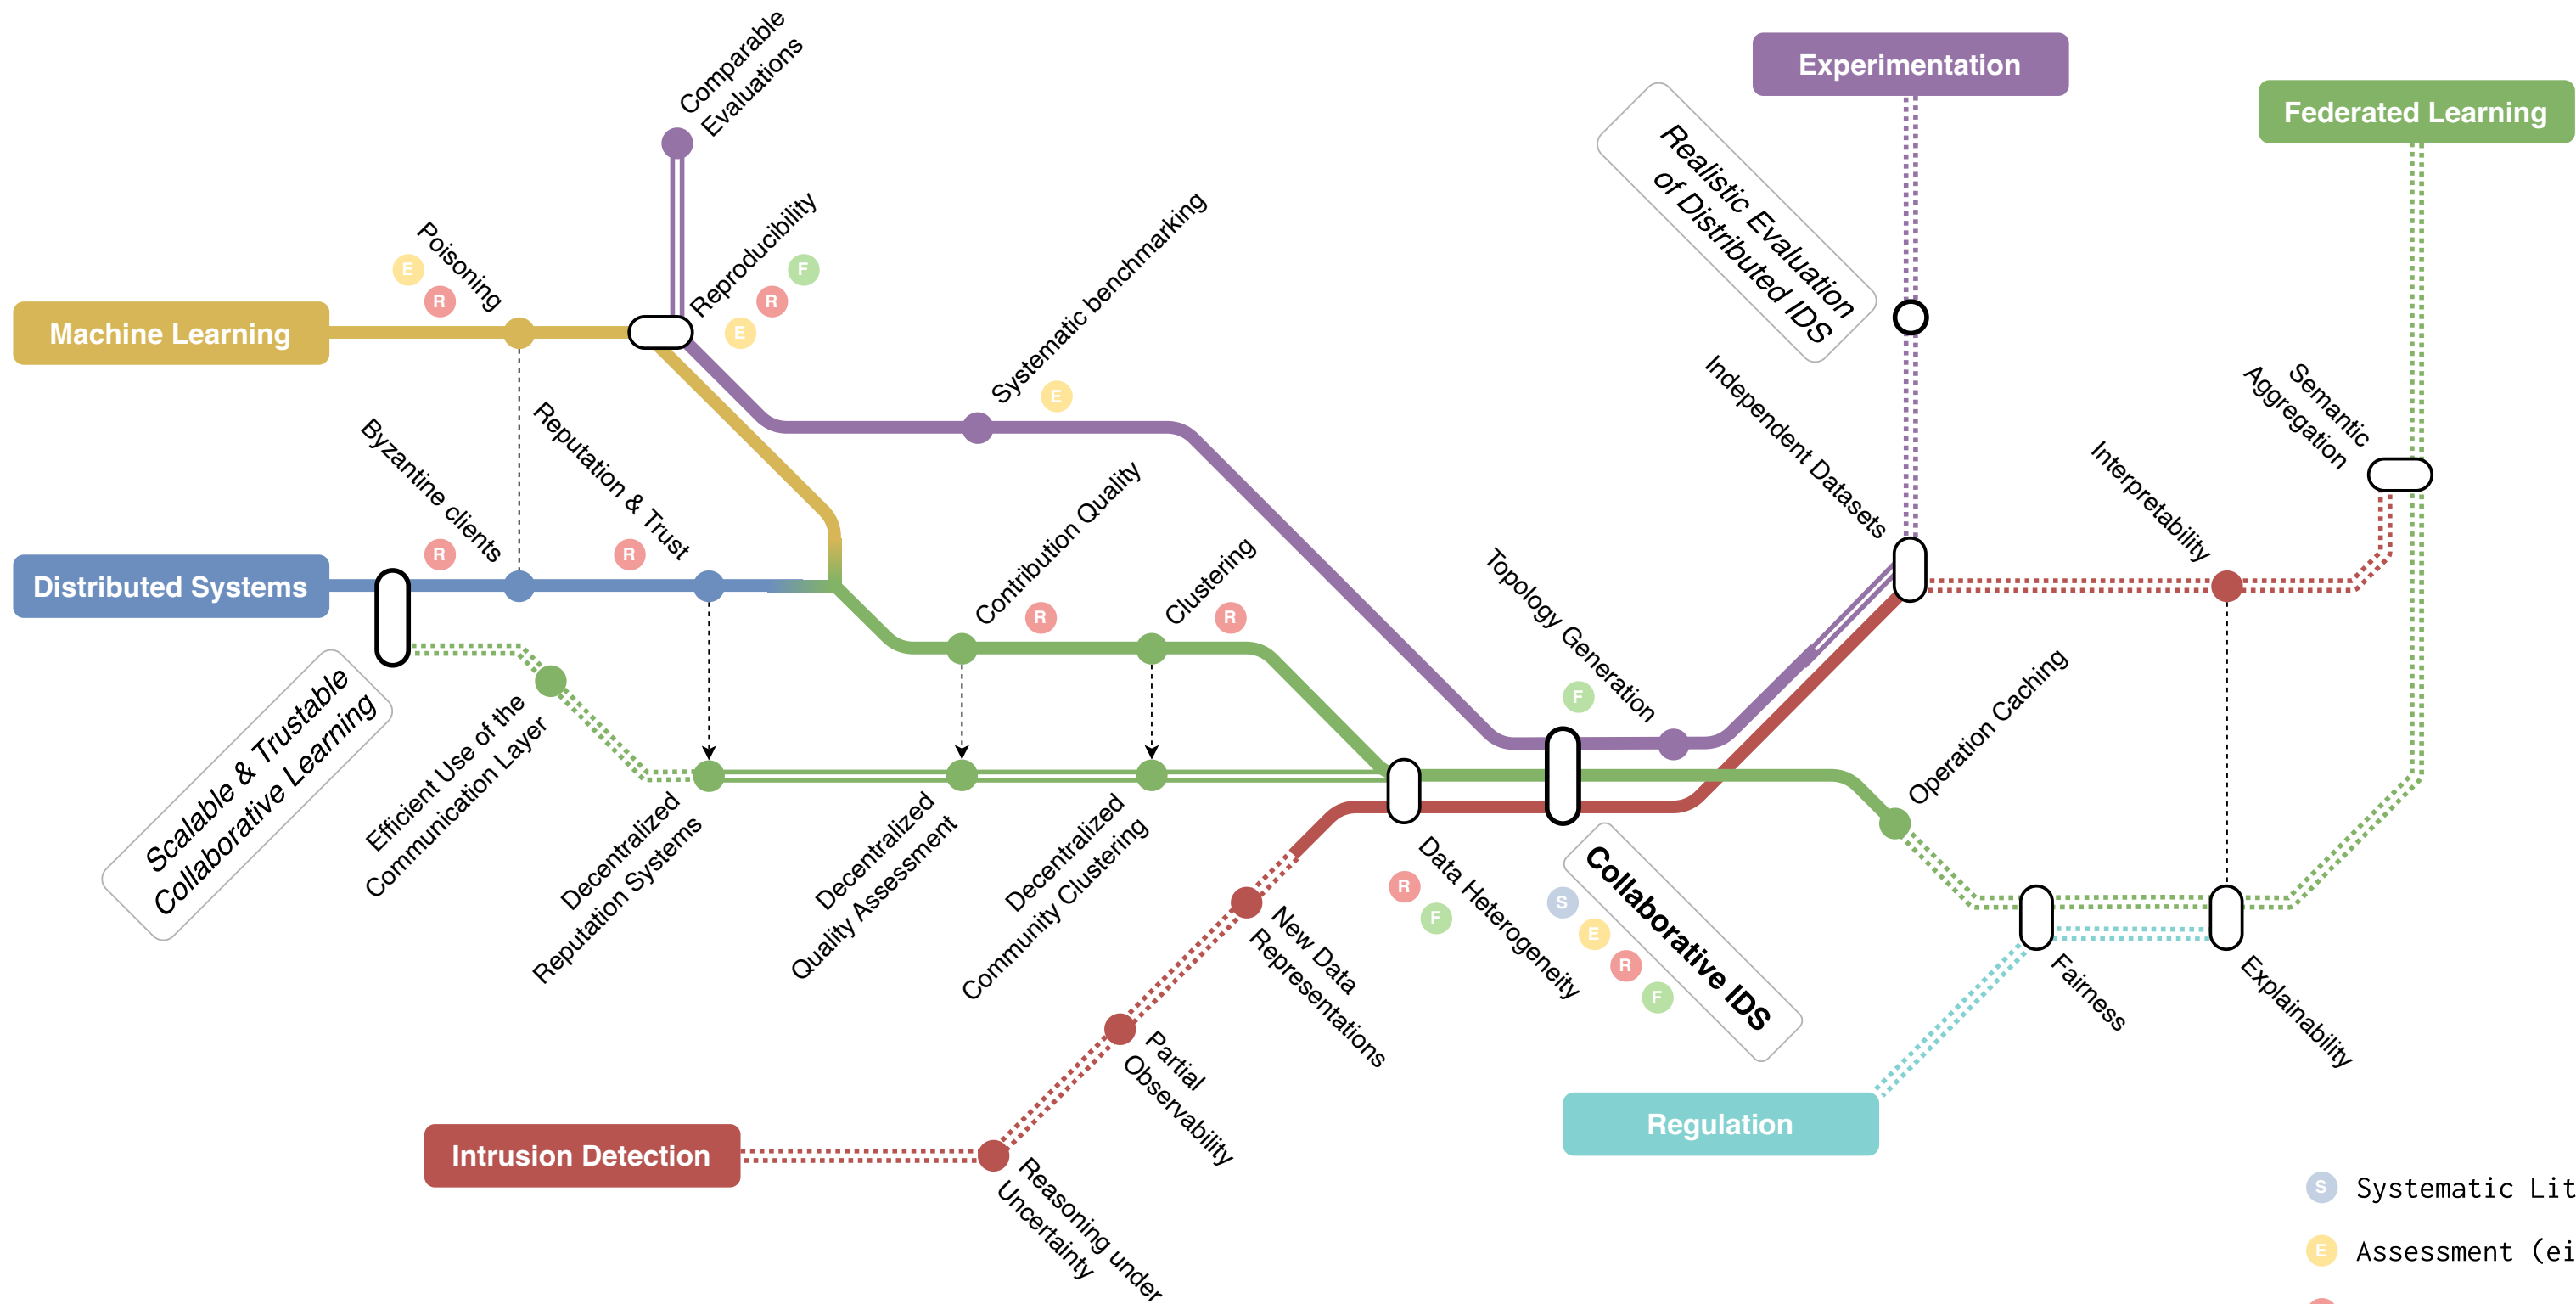 Comparable
Evaluations
Experimentation
Federated Learning
Realistic Evaluation
of Distributed IDS
Poisoning
E
R
Reproducibility
F
R
E
Systematic benchmarking
E
Machine Learning
Independent Datasets
Semantic
Aggregation
Interpretability
Byzantine clients
R
Reputation & Trust
R
Contribution Quality
R
Clustering
R
Topology Generation
F
Distributed Systems
Scalable & Trustable
Collaborative Learning
Efficient Use of the
Communication Layer
Decentralized
Reputation Systems
Decentralized
Quality Assessment
Decentralized
Community Clustering
Operation Caching
Data Heterogeneity
R
F
Collaborative IDS
S
E
R
F
New Data
Representations
Partial
Observability
Reasoning under
Uncertainty
Fairness
Explainability
Intrusion Detection
Regulation
S Systematic Lit
E Assessment (ei